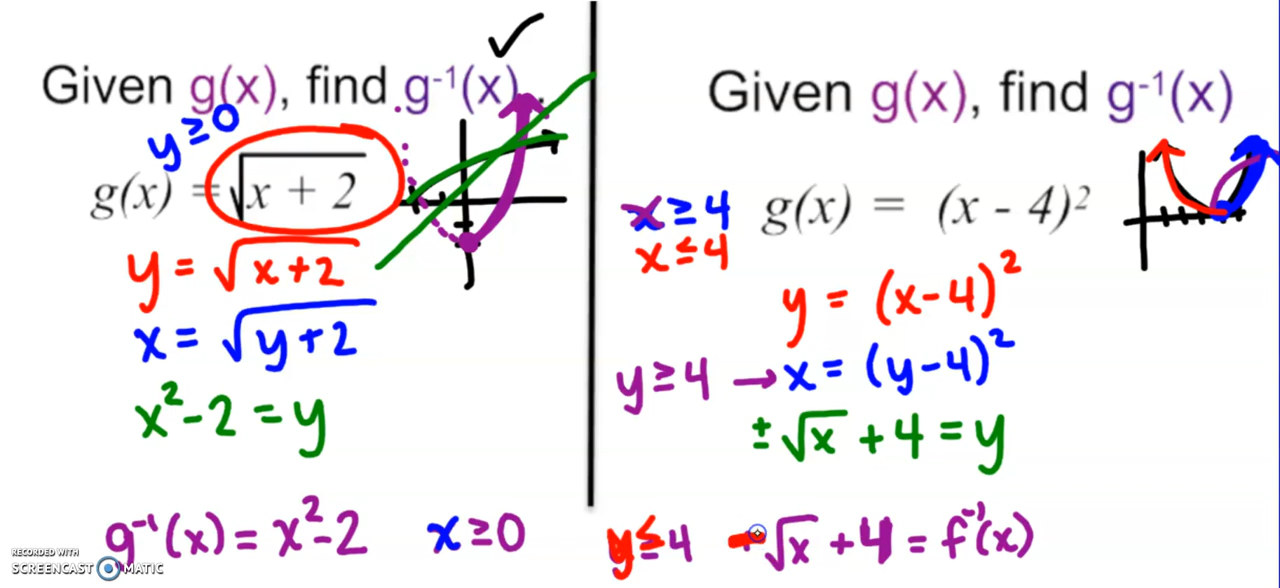 Given g(x), find g⁻¹(x)
y ≥ 0
g(x) = √(x + 2)
y = √(x+2)
x = √(y+2)
x² - 2 = y
g⁻¹(x) = x² - 2 x ≥ 0
Given g(x), find g⁻¹(x)
x ≥ 4
x ≤ 4
g(x) = (x - 4)²
y = (x - 4)²
y ≥ 4 → x = (y - 4)²
± √x + 4 = y
y ≤ 4 - √x + 4 = f⁻¹(x)
RECORDED WITH
SCREENCAST MATIC